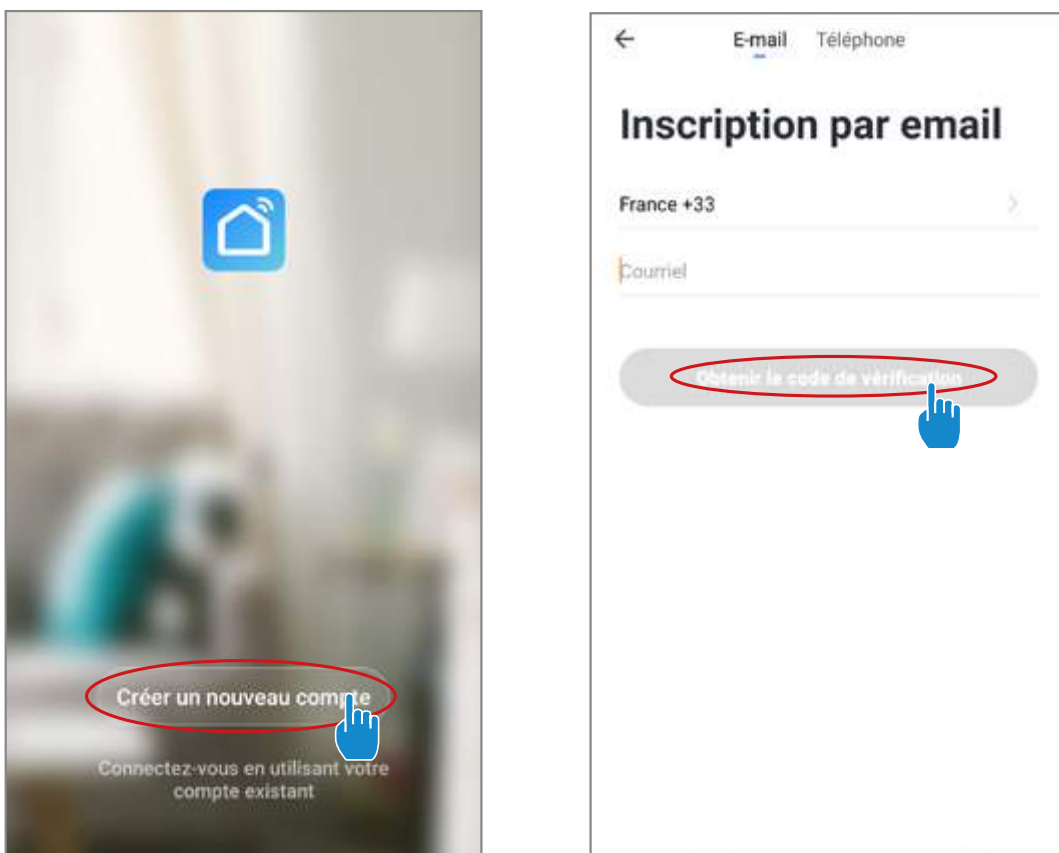 Créer un nouveau compte
Connectez-vous en utilisant votre
compte existant
E-mail Téléphone
Inscription par email
France +33
Courriel
Obtenir le code de vérification